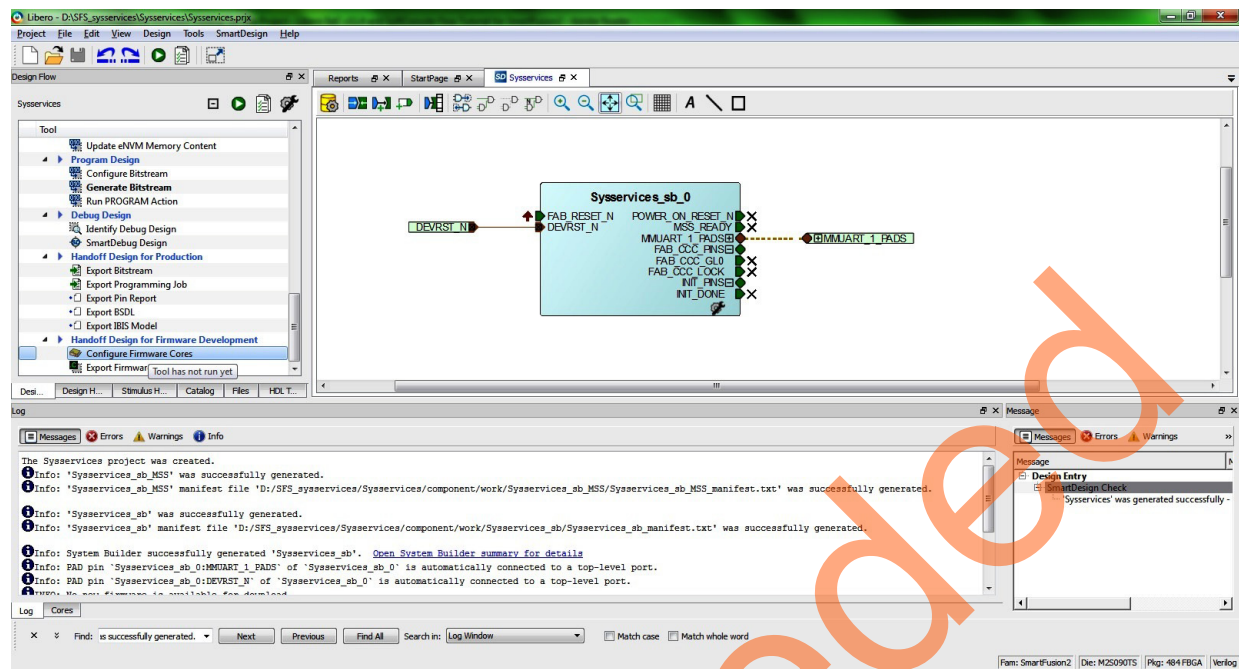 Libero - D:\SFS_sysservices\Sysservices\Sysservices.prjx
Project File Edit View Design Tools SmartDesign Help
Design Flow
Reports StartPage Sysservices
Sysservices
Tool
Update eNVM Memory Content
Program Design
Configure Bitstream
Generate Bitstream
Run PROGRAM Action
Debug Design
Identify Debug Design
SmartDebug Design
Handoff Design for Production
Export Bitstream
Export Programming Job
Export Pin Report
Export BSDL
Export IBIS Model
Handoff Design for Firmware Development
Configure Firmware Cores
Export Firmwar
Tool has not run yet
Desi... Design H... Stimulus H... Catalog Files HDL T...
Sysservices_sb_0
FAB_RESET_N POWER_ON_RESET_N
DEVRST_N DEVRST_N MSS_READY
MMUART_1_PADS MMUART_1_PADS
FAB_CCC_PINS
FAB_CCC_GL0
FAB_CCC_LOCK
INIT_PINS
INIT_DONE
Log
Messages Errors Warnings Info
The Sysservices project was created.
Info: 'Sysservices_sb_MSS' was successfully generated.
Info: 'Sysservices_sb_MSS' manifest file 'D:/SFS_sysservices/Sysservices/component/work/Sysservices_sb_MSS/Sysservices_sb_MSS_manifest.txt' was successfully generated.
Info: 'Sysservices_sb' was successfully generated.
Info: 'Sysservices_sb' manifest file 'D:/SFS_sysservices/Sysservices/component/work/Sysservices_sb/Sysservices_sb_manifest.txt' was successfully generated.
Info: System Builder successfully generated 'Sysservices_sb'. Open System Builder summary for details
Info: PAD pin 'Sysservices_sb_0:MMUART_1_PADS' of 'Sysservices_sb_0' is automatically connected to a top-level port.
Info: PAD pin 'Sysservices_sb_0:DEVRST_N' of 'Sysservices_sb_0' is automatically connected to a top-level port.
INFO: No new firmware is available for download
Log Cores
Find: is successfully generated. Next Previous Find All Search in: Log Window Match case Match whole word
Message
Messages Errors Warnings »
Message
Design Entry
SmartDesign Check
'Sysservices' was generated successfully -
Fam: SmartFusion2 Die: M2S090TS Pkg: 484 FBGA Verilog